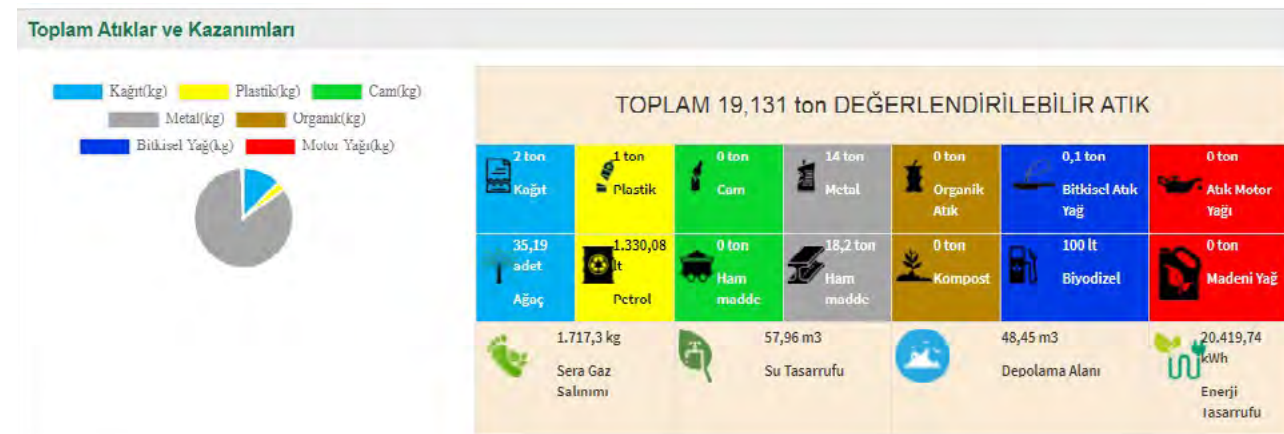 Toplam Atıklar ve Kazanımları
Kağıt(kg) Plastik(kg) Cam(kg)
Metal(kg) Organik(kg)
Bitkisel Yağ(kg) Motor Yağı(kg)
TOPLAM 19,131 ton DEĞERLENDİRİLEBİLİR ATIK
2 ton
Kağıt
1 ton
Plastik
0 ton
Cam
14 ton
Metal
0 ton
Organik
Atık
0,1 ton
Bitkisel Atık
Yağ
0 ton
Atık Motor
Yağı
35,19
adet
Ağaç
1.330,08
lt
Petrol
0 ton
Ham
madde
18,2 ton
Ham
madde
0 ton
Kompost
100 lt
Biyodizel
0 ton
Madeni Yağ
1.717,3 kg
Sera Gaz
Salınımı
57,96 m3
Su Tasarrufu
48,45 m3
Depolama Alanı
20.419,74
kWh
Enerji
Tasarrufu